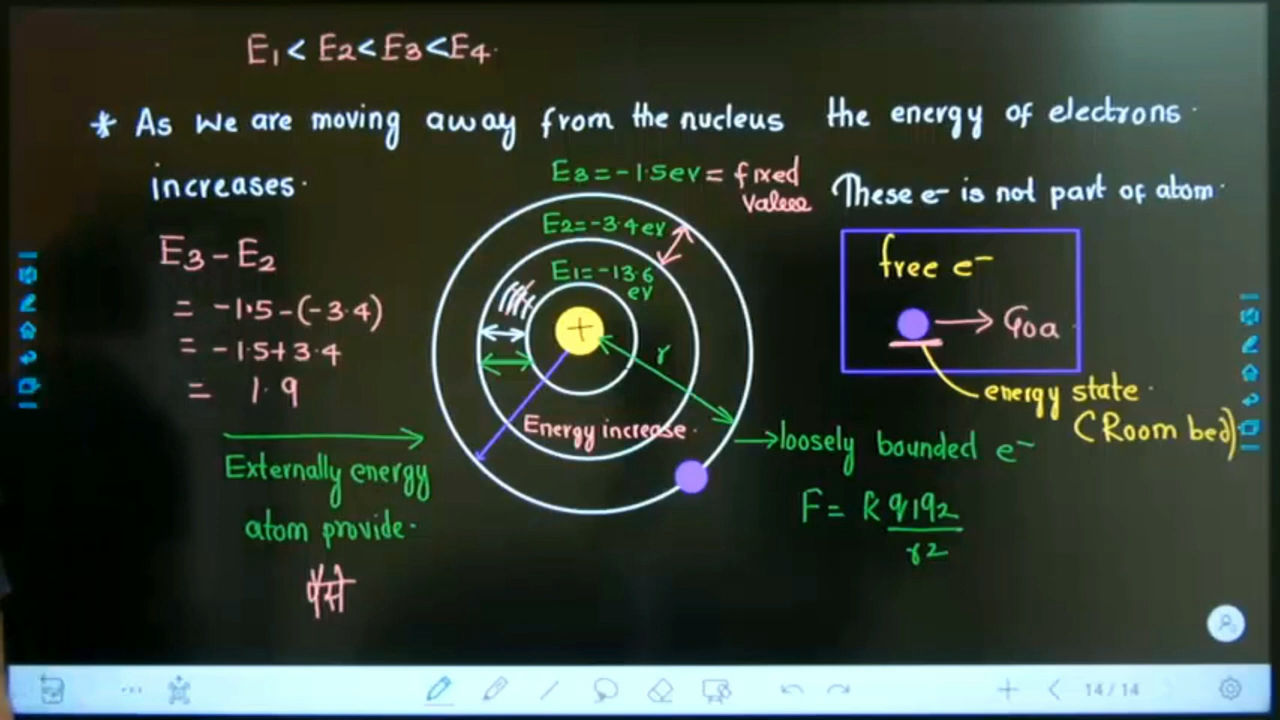 E1 < E2 < E3 < E4.
* As we are moving away from the nucleus the energy of electrons increases.
E3 = -1.5ev = fixed value
E2 = -3.4ev
E1 = -13.6 ev
These e- is not part of atom.
E3 - E2
= -1.5 - (-3.4)
= -1.5 + 3.4
= 1.9
Externally energy
atom provide.
+
r
Energy increase.
free e-
Goa
energy state.
(Room bed)
loosely bounded e-
F = k q1q2
r2
14/14